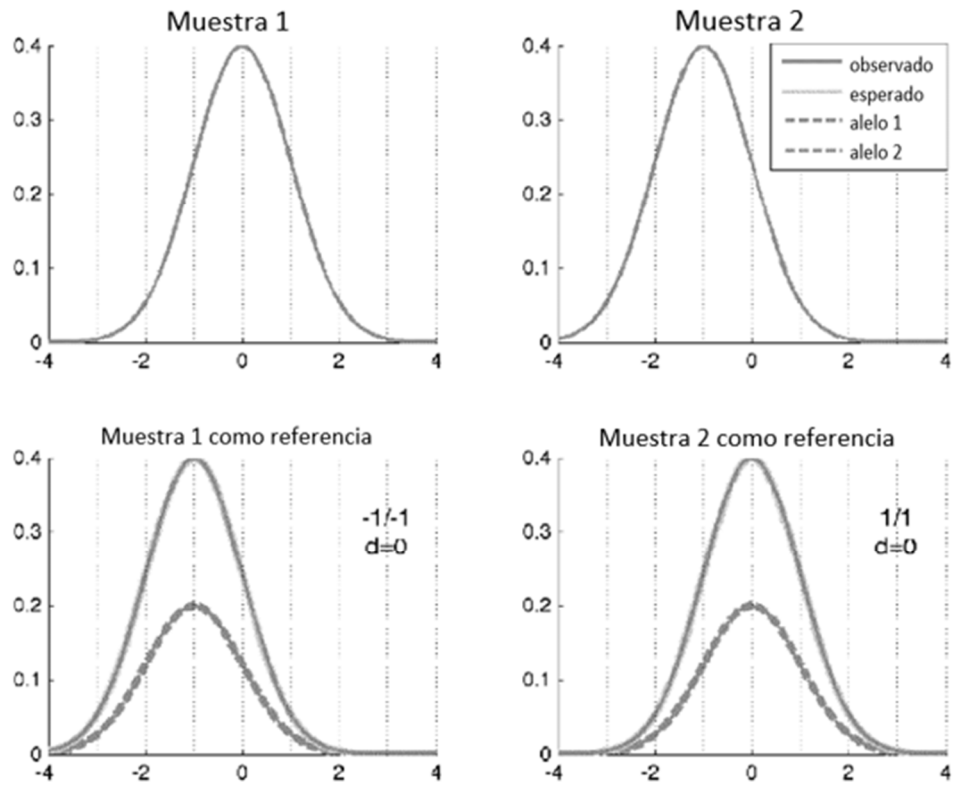 Muestra 1
0.4
0.3
0.2
0.1
0
-4 -2 0 2 4
Muestra 2
observado
esperado
alelo 1
alelo 2
0.4
0.3
0.2
0.1
0
-4 -2 0 2 4
Muestra 1 como referencia
-1/-1
d=0
0.4
0.3
0.2
0.1
0
-4 -2 0 2 4
Muestra 2 como referencia
1/1
d=0
0.4
0.3
0.2
0.1
0
-4 -2 0 2 4